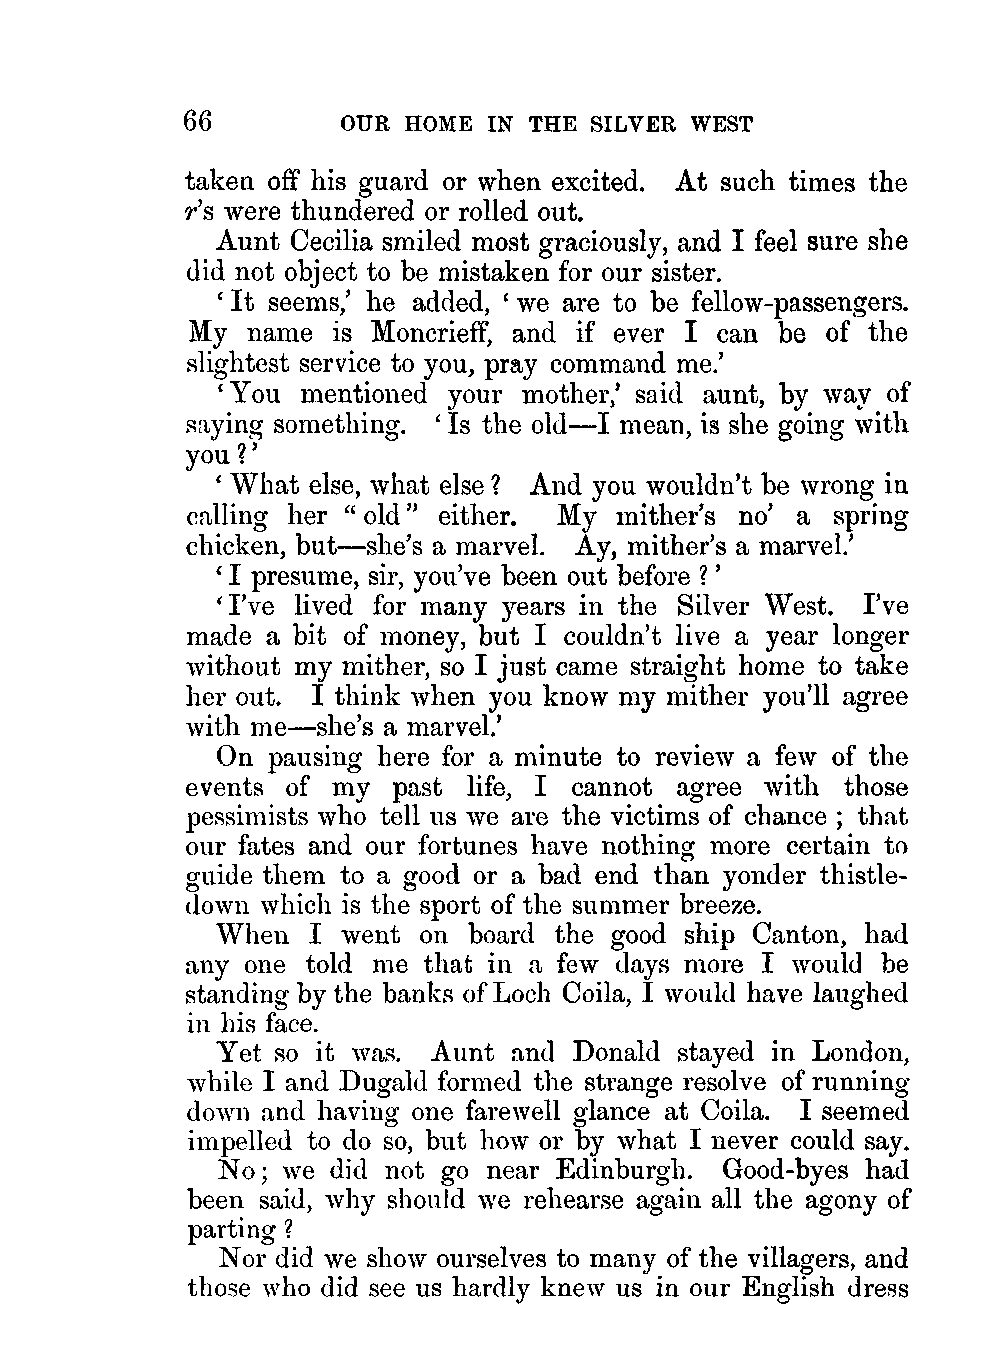 66 OUR HOME IN THE SILVER WEST
taken off his guard or when excited. At such times the
r's were thundered or rolled out.
Aunt Cecilia smiled most graciously, and I feel sure she
did not object to be mistaken for our sister.
‘It seems,’ he added, ‘we are to be fellow-passengers.
My name is Moncrieff, and if ever I can be of the
slightest service to you, pray command me.’
‘You mentioned your mother,’ said aunt, by way of
saying something. ‘Is the old—I mean, is she going with
you?’
‘What else, what else? And you wouldn't be wrong in
calling her “old” either. My mither's no' a spring
chicken, but—she's a marvel. Ay, mither's a marvel.’
‘I presume, sir, you've been out before?’
‘I've lived for many years in the Silver West. I've
made a bit of money, but I couldn't live a year longer
without my mither, so I just came straight home to take
her out. I think when you know my mither you'll agree
with me—she's a marvel.’
On pausing here for a minute to review a few of the
events of my past life, I cannot agree with those
pessimists who tell us we are the victims of chance; that
our fates and our fortunes have nothing more certain to
guide them to a good or a bad end than yonder thistle-
down which is the sport of the summer breeze.
When I went on board the good ship Canton, had
any one told me that in a few days more I would be
standing by the banks of Loch Coila, I would have laughed
in his face.
Yet so it was. Aunt and Donald stayed in London,
while I and Dugald formed the strange resolve of running
down and having one farewell glance at Coila. I seemed
impelled to do so, but how or by what I never could say.
No; we did not go near Edinburgh. Good-byes had
been said, why should we rehearse again all the agony of
parting?
Nor did we show ourselves to many of the villagers, and
those who did see us hardly knew us in our English dress